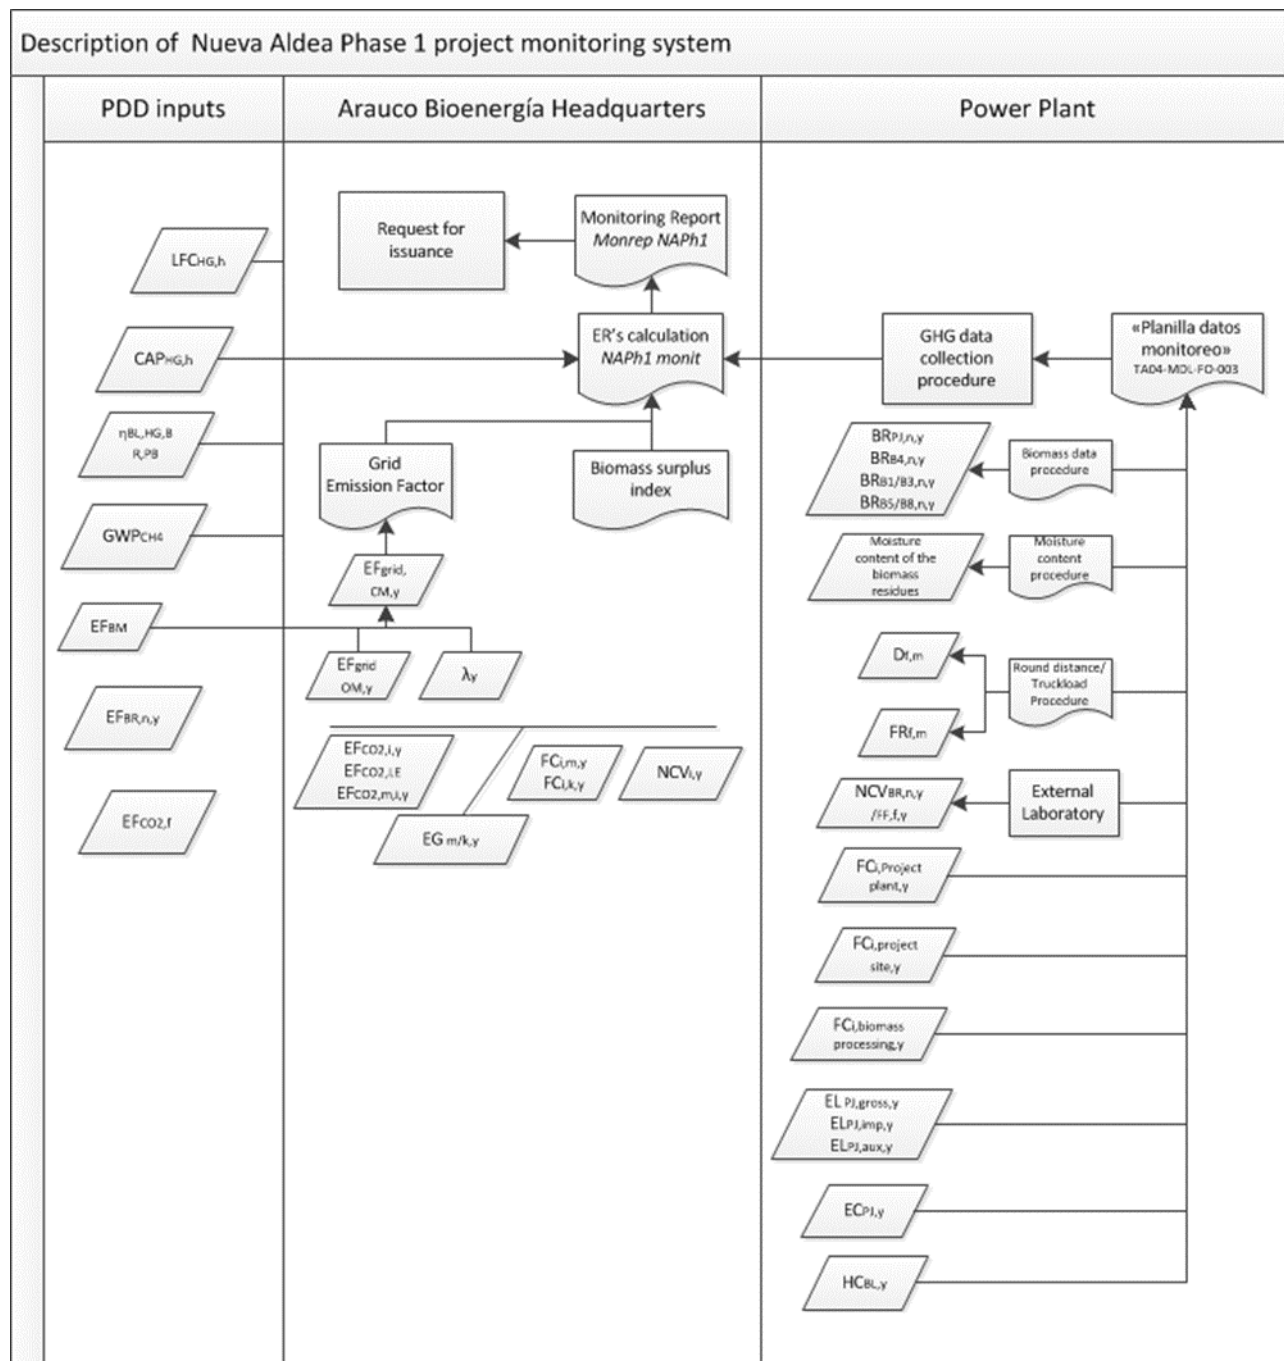 Description of Nueva Aldea Phase 1 project monitoring system
PDD inputs
Arauco Bioenergía Headquarters
Power Plant
LFCHG,h
CAPHG,h
ηBL,HG,B
R,PB
GWPCH4
EFBM
EFBR,n,y
EFCO2,f
Request for
issuance
Monitoring Report
Monrep NAPh1
ER's calculation
NAPh1 monit
Grid
Emission Factor
Biomass surplus
index
EFgrid,
CM,y
EFgrid
OM,y
λy
EFCO2,i,y
EFCO2,LE
EFCO2,m,i,y
FCi,m,y
FCi,k,y
NCVi,y
EG m/k,y
GHG data
collection
procedure
«Planilla datos
monitoreo»
TA04-MDL-FO-003
BRPJ,n,y
BRB4,n,y
BRB1/B3,n,y
BRB5/B8,n,y
Biomass data
procedure
Moisture
content of the
biomass
residues
Moisture
content
procedure
Df,m
FRf,m
Round distance/
Truckload
Procedure
NCVBR,n,y
/FF,f,y
External
Laboratory
FCi,Project
plant,y
FCi,project
site,y
FCi,biomass
processing,y
EL PJ,gross,y
ELPJ,imp,y
ELPJ,aux,y
ECPJ,y
HCBL,y